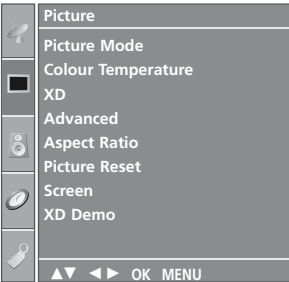 Picture
Picture Mode
Colour Temperature
XD
Advanced
Aspect Ratio
Picture Reset
Screen
XD Demo
▲▼ ◄► OK MENU